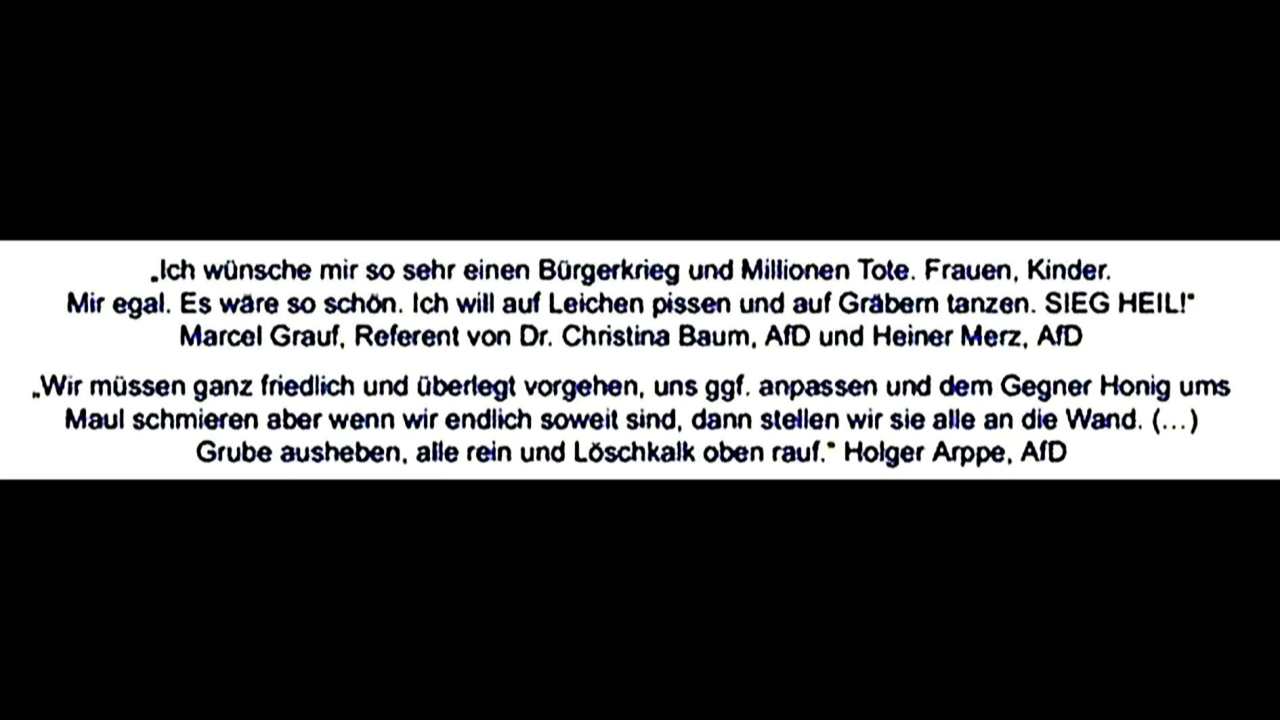 „Ich wünsche mir so sehr einen Bürgerkrieg und Millionen Tote. Frauen, Kinder.
Mir egal. Es wäre so schön. Ich will auf Leichen pissen und auf Gräbern tanzen. SIEG HEIL!“
Marcel Grauf, Referent von Dr. Christina Baum, AfD und Heiner Merz, AfD
„Wir müssen ganz friedlich und überlegt vorgehen, uns ggf. anpassen und dem Gegner Honig ums
Maul schmieren aber wenn wir endlich soweit sind, dann stellen wir sie alle an die Wand. (...)
Grube ausheben, alle rein und Löschkalk oben rauf.“ Holger Arppe, AfD